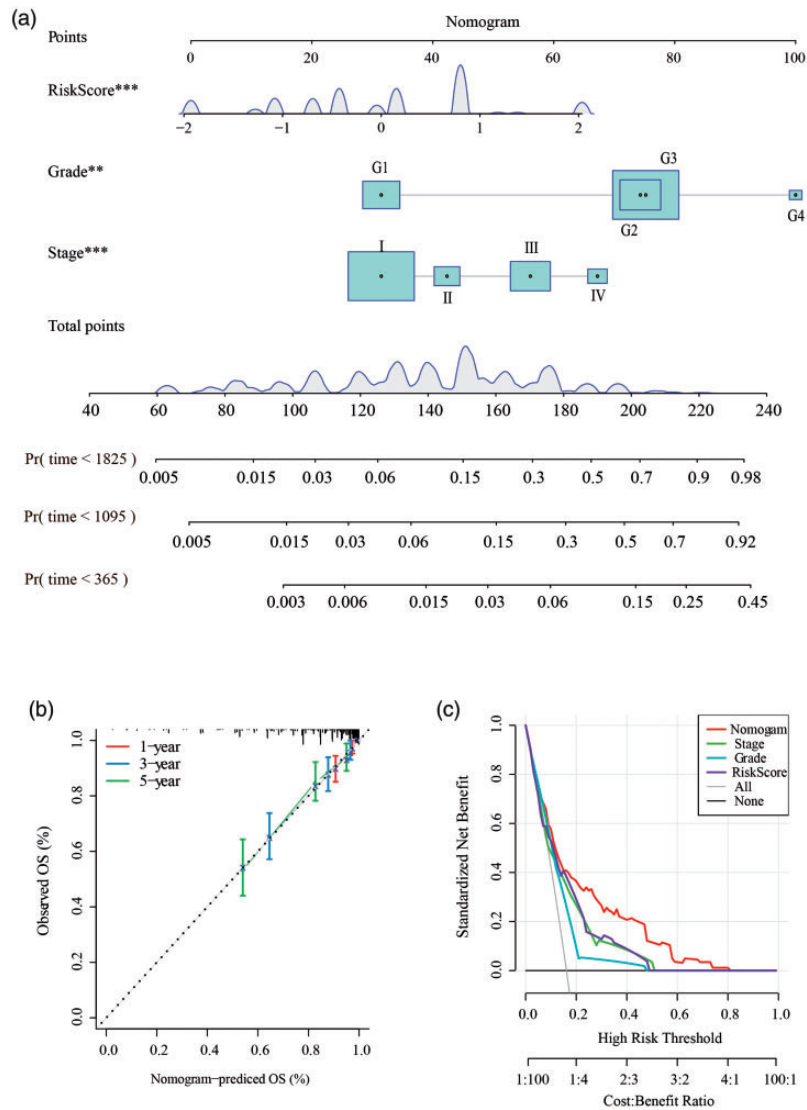 (a)
Nomogram
Points
0 20 40 60 80 100
RiskScore***
−2 −1 0 1 2
Grade**
G1 G3
G2 G4
Stage***
I III
II IV
Total points
40 60 80 100 120 140 160 180 200 220 240
Pr( time < 1825 )
0.005 0.015 0.03 0.06 0.15 0.3 0.5 0.7 0.9 0.98
Pr( time < 1095 )
0.005 0.015 0.03 0.06 0.15 0.3 0.5 0.7 0.92
Pr( time < 365 )
0.003 0.006 0.015 0.03 0.06 0.15 0.25 0.45
(b)
1−year
3−year
5−year
Observed OS (%)
1.0
0.8
0.6
0.4
0.2
0.0
0.0 0.2 0.4 0.6 0.8 1.0
Nomogram−prediced OS (%)
(c)
Nomogam
Stage
Grade
RiskScore
All
None
Standardized Net Benefit
1.0
0.8
0.6
0.4
0.2
0.0
0.0 0.2 0.4 0.6 0.8 1.0
High Risk Threshold
1:100 1:4 2:3 3:2 4:1 100:1
Cost:Benefit Ratio